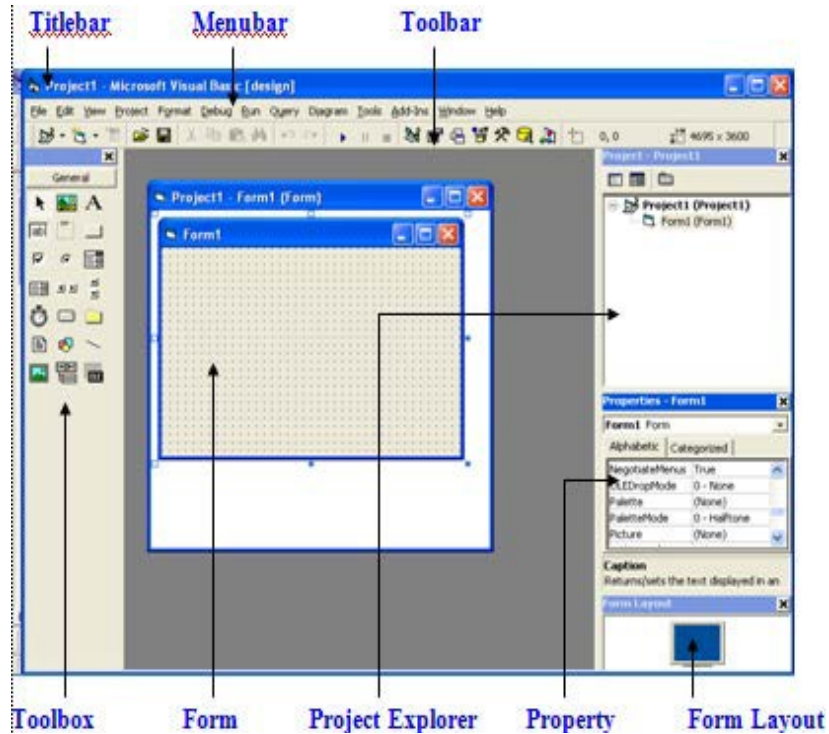 Titlebar Menubar Toolbar
Project1 - Microsoft Visual Basic [design]
File Edit View Project Format Debug Run Query Diagram Tools Add-Ins Window Help
0, 0 4695 x 3600
Project - Project1
General
Project1 - Form1 (Form)
Project1 (Project1)
Form1 (Form1)
Form1
Properties - Form1
Form1 Form
Alphabetic Categorized
NegotiateMenus True
OLEDropMode 0 - None
Palette (None)
PaletteMode 0 - Halftone
Picture (None)
Caption
Returns/sets the text displayed in an
Form Layout
Toolbox Form Project Explorer Property Form Layout